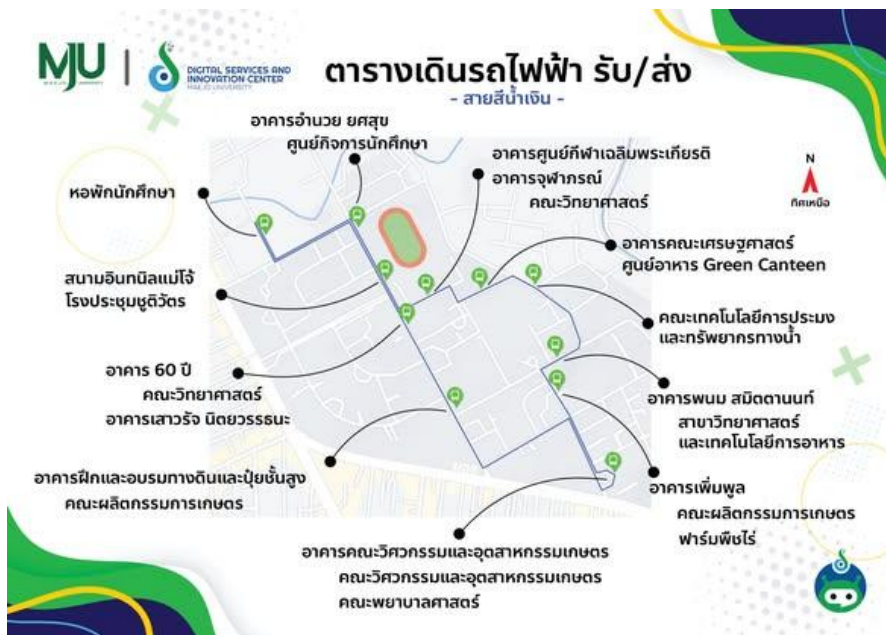 MJU
DIGITAL SERVICES AND
INNOVATION CENTER
MAEJO UNIVERSITY
ตารางเดินรถไฟฟ้า รับ/ส่ง
- สายสีน้ำเงิน -
N
ทิศเหนือ
อาคารอำนวย ยศสุข
ศูนย์กิจการนักศึกษา
หอพักนักศึกษา
อาคารศูนย์กีฬาเฉลิมพระเกียรติ
อาคารจุฬาภรณ์
คณะวิทยาศาสตร์
อาคารคณะเศรษฐศาสตร์
ศูนย์อาหาร Green Canteen
สนามอินทนิลแม่โจ้
โรงประชุมชูติวัตร
คณะเทคโนโลยีการประมง
และทรัพยากรทางน้ำ
อาคาร 60 ปี
คณะวิทยาศาสตร์
อาคารเสาวรัจ นิตยวรรธนะ
อาคารพนม สมิตตานนท์
สาขาวิทยาศาสตร์
และเทคโนโลยีการอาหาร
อาคารฝึกและอบรมทางดินและปุ๋ยชั้นสูง
คณะผลิตกรรมการเกษตร
อาคารเพิ่มพูล
คณะผลิตกรรมการเกษตร
ฟาร์มพืชไร่
อาคารคณะวิศวกรรมและอุตสาหกรรมเกษตร
คณะวิศวกรรมและอุตสาหกรรมเกษตร
คณะพยาบาลศาสตร์